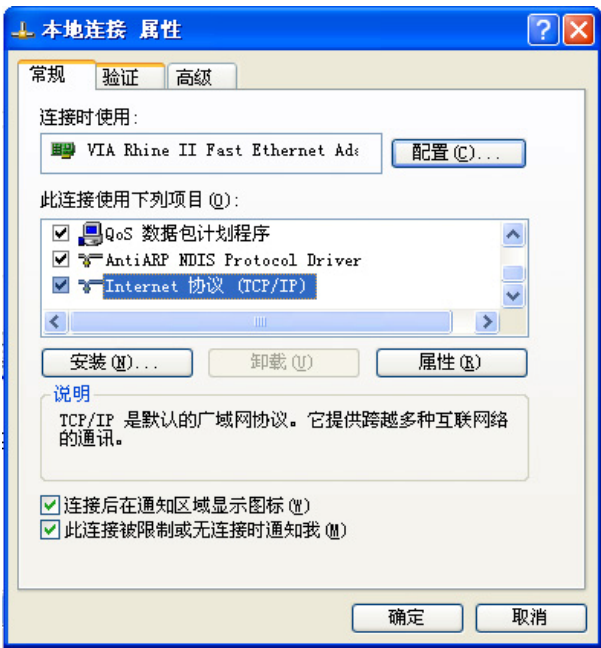 本地连接 属性
常规 验证 高级
连接时使用:
VIA Rhine II Fast Ethernet Ada 配置(C)...
此连接使用下列项目(O):
QoS 数据包计划程序
AntiARP NDIS Protocol Driver
Internet 协议 (TCP/IP)
安装(N)... 卸载(U) 属性(R)
说明
TCP/IP 是默认的广域网协议。它提供跨越多种互联网络
的通讯。
连接后在通知区域显示图标(W)
此连接被限制或无连接时通知我(M)
确定 取消